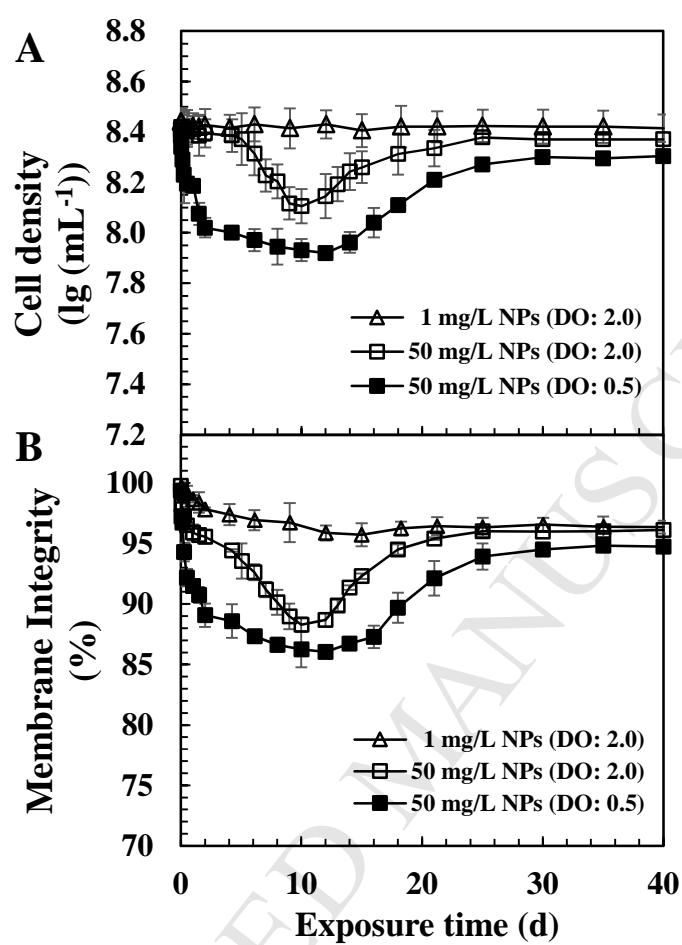 A
Cell density
(lg (mL-1))
8.8
8.6
8.4
8.2
8.0
7.8
7.6
7.4
7.2
1 mg/L NPs (DO: 2.0)
50 mg/L NPs (DO: 2.0)
50 mg/L NPs (DO: 0.5)
B
Membrane Integrity
(%)
100
95
90
85
80
75
70
1 mg/L NPs (DO: 2.0)
50 mg/L NPs (DO: 2.0)
50 mg/L NPs (DO: 0.5)
0 10 20 30 40
Exposure time (d)
ED MANUSC